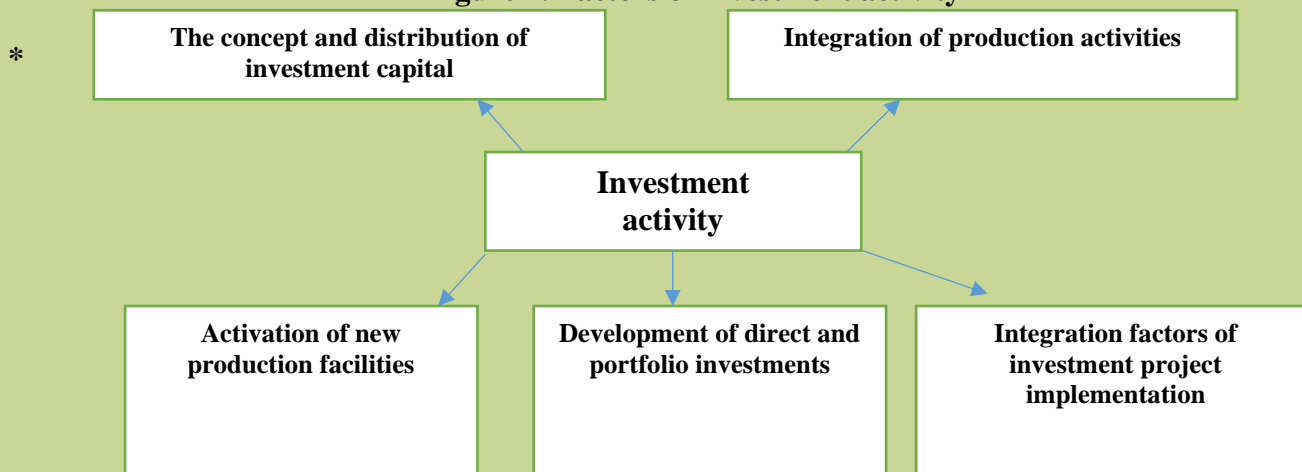 *
The concept and distribution of
investment capital
Integration of production activities
Investment
activity
Activation of new
production facilities
Development of direct and
portfolio investments
Integration factors of
investment project
implementation